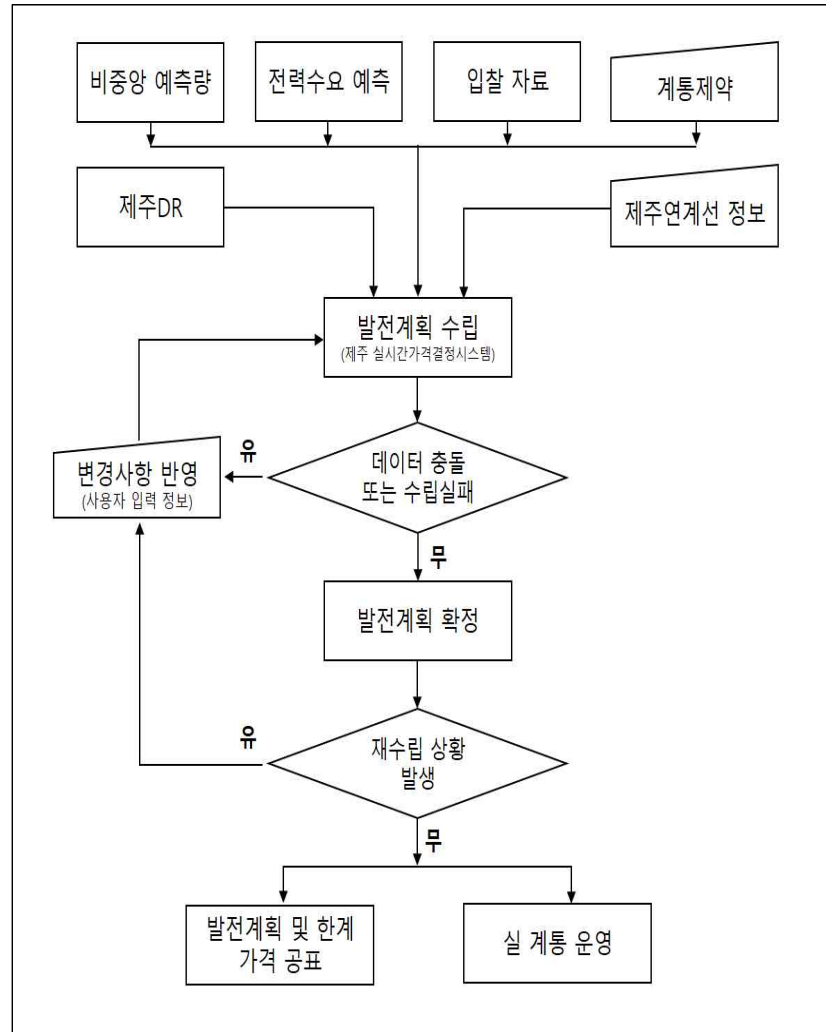 비중앙 예측량
전력수요 예측
입찰 자료
계통제약
제주DR
제주연계선 정보
발전계획 수립
(제주 실시간가격결정시스템)
유
데이터 충돌
또는 수립실패
변경사항 반영
(사용자 입력 정보)
무
발전계획 확정
유
재수립 상황
발생
무
발전계획 및 한계
가격 공표
실 계통 운영